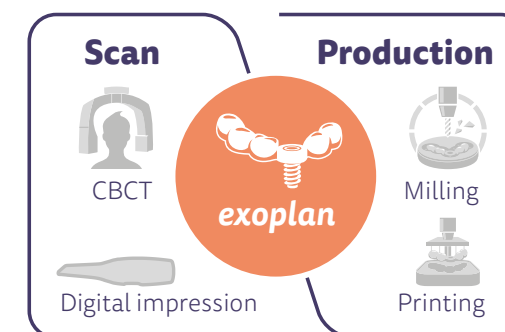 Scan
CBCT
Digital impression
exoplan
Production
Milling
Printing